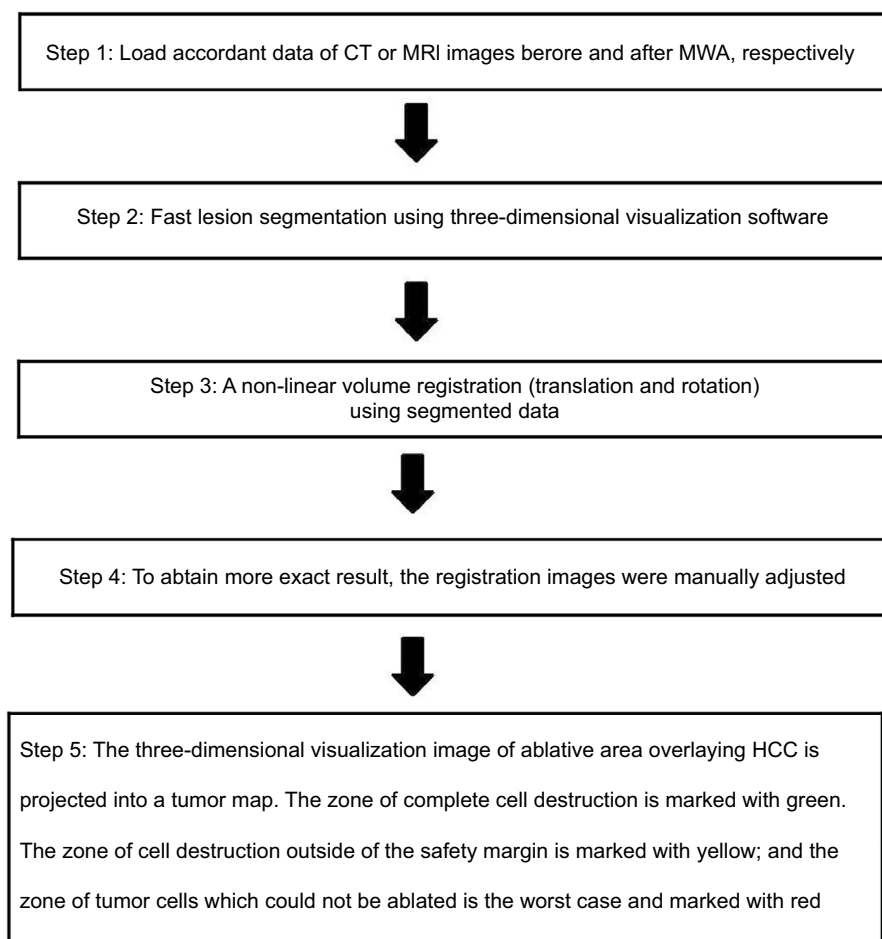 Step 1: Load accordant data of CT or MRI images berore and after MWA, respectively
Step 2: Fast lesion segmentation using three-dimensional visualization software
Step 3: A non-linear volume registration (translation and rotation)
using segmented data
Step 4: To abtain more exact result, the registration images were manually adjusted
Step 5: The three-dimensional visualization image of ablative area overlaying HCC is
projected into a tumor map. The zone of complete cell destruction is marked with green.
The zone of cell destruction outside of the safety margin is marked with yellow; and the
zone of tumor cells which could not be ablated is the worst case and marked with red